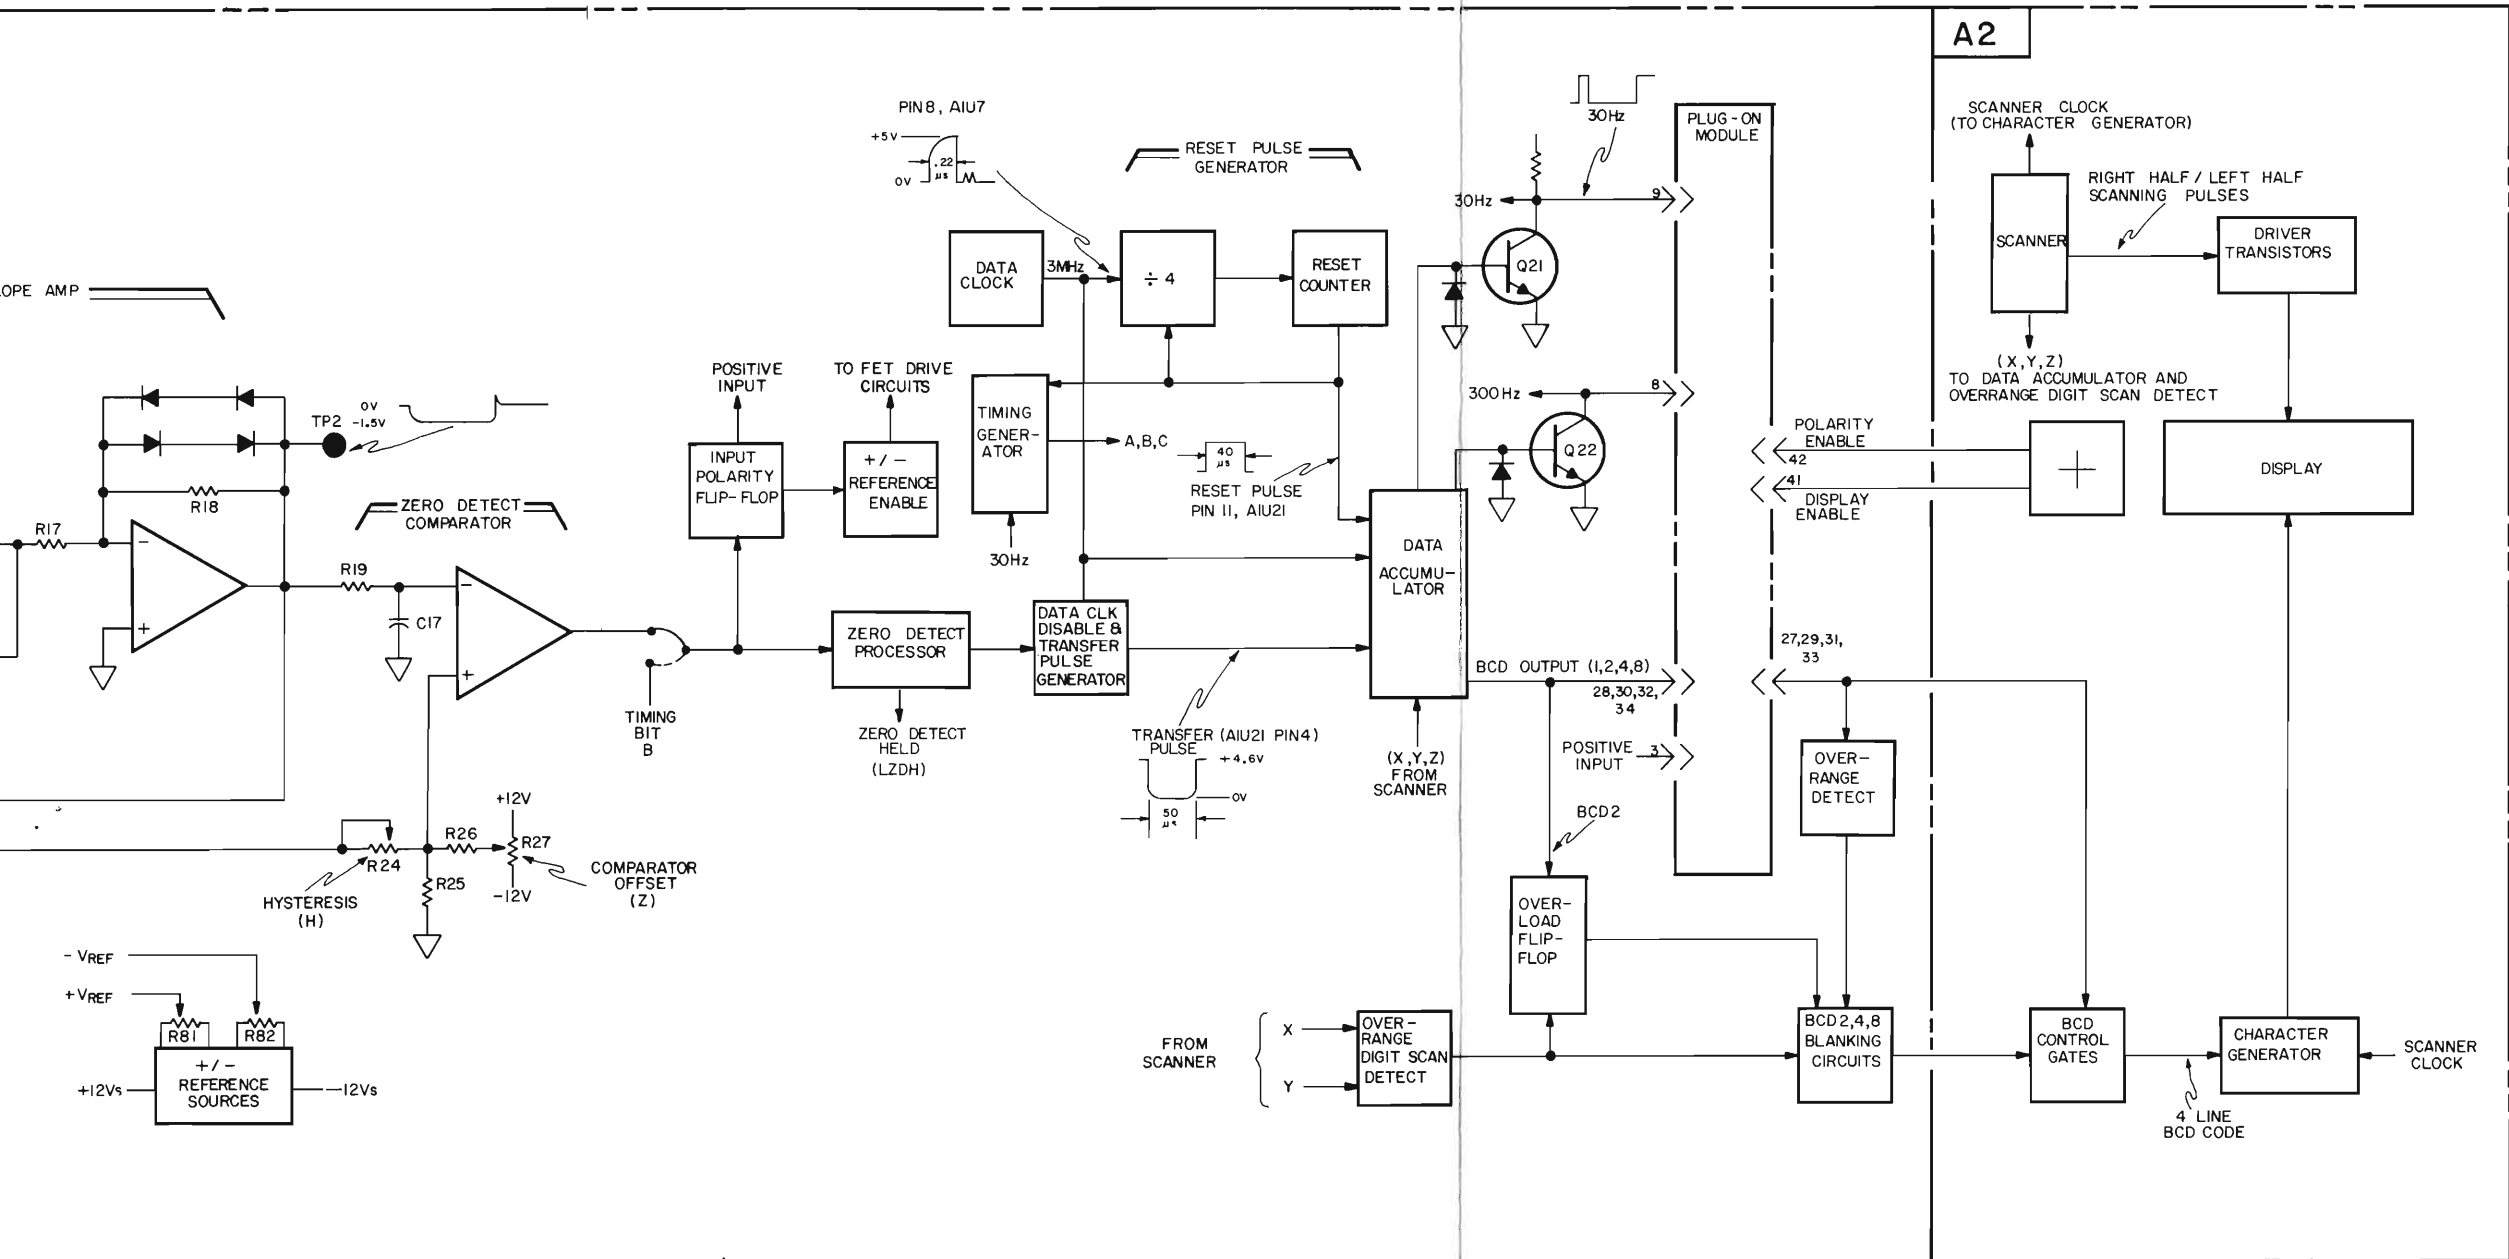 A2
PIN 8, A1U7
+5V
.22
µs
0V
RESET PULSE
GENERATOR
30Hz
PLUG-ON
MODULE
SCANNER CLOCK
(TO CHARACTER GENERATOR)
RIGHT HALF / LEFT HALF
SCANNING PULSES
SCANNER
DRIVER
TRANSISTORS
30Hz
9
Q21
DATA
CLOCK
3MHz
÷ 4
RESET
COUNTER
OPE AMP
(X,Y,Z)
TO DATA ACCUMULATOR AND
OVERRANGE DIGIT SCAN DETECT
POSITIVE
INPUT
TO FET DRIVE
CIRCUITS
TIMING
GENER-
ATOR
A,B,C
30Hz
300Hz
8
Q22
0V
-1.5V
TP2
POLARITY
ENABLE
42
41
DISPLAY
ENABLE
+
DISPLAY
INPUT
POLARITY
FLIP-FLOP
+/-
REFERENCE
ENABLE
40
µs
RESET PULSE
PIN 11, A1U21
R18
R17
-
+
ZERO DETECT
COMPARATOR
R19
C17
-
+
DATA
ACCUMU-
LATOR
ZERO DETECT
PROCESSOR
DATA CLK
DISABLE &
TRANSFER
PULSE
GENERATOR
BCD OUTPUT (1,2,4,8)
28,30,32,
34
27,29,31,
33
TIMING
BIT
B
ZERO DETECT
HELD
(LZDH)
TRANSFER (A1U21 PIN4)
PULSE
+4.6V
0V
50
µs
(X,Y,Z)
FROM
SCANNER
POSITIVE
INPUT
3
OVER-
RANGE
DETECT
BCD2
+12V
R26
R27
R24
R25
-12V
COMPARATOR
OFFSET
(Z)
HYSTERESIS
(H)
OVER-
LOAD
FLIP-
FLOP
- VREF
+VREF
R81
R82
+/-
REFERENCE
SOURCES
+12Vs
-12Vs
FROM
SCANNER
X
Y
OVER-
RANGE
DIGIT SCAN
DETECT
BCD 2,4,8
BLANKING
CIRCUITS
BCD
CONTROL
GATES
CHARACTER
GENERATOR
SCANNER
CLOCK
4 LINE
BCD CODE